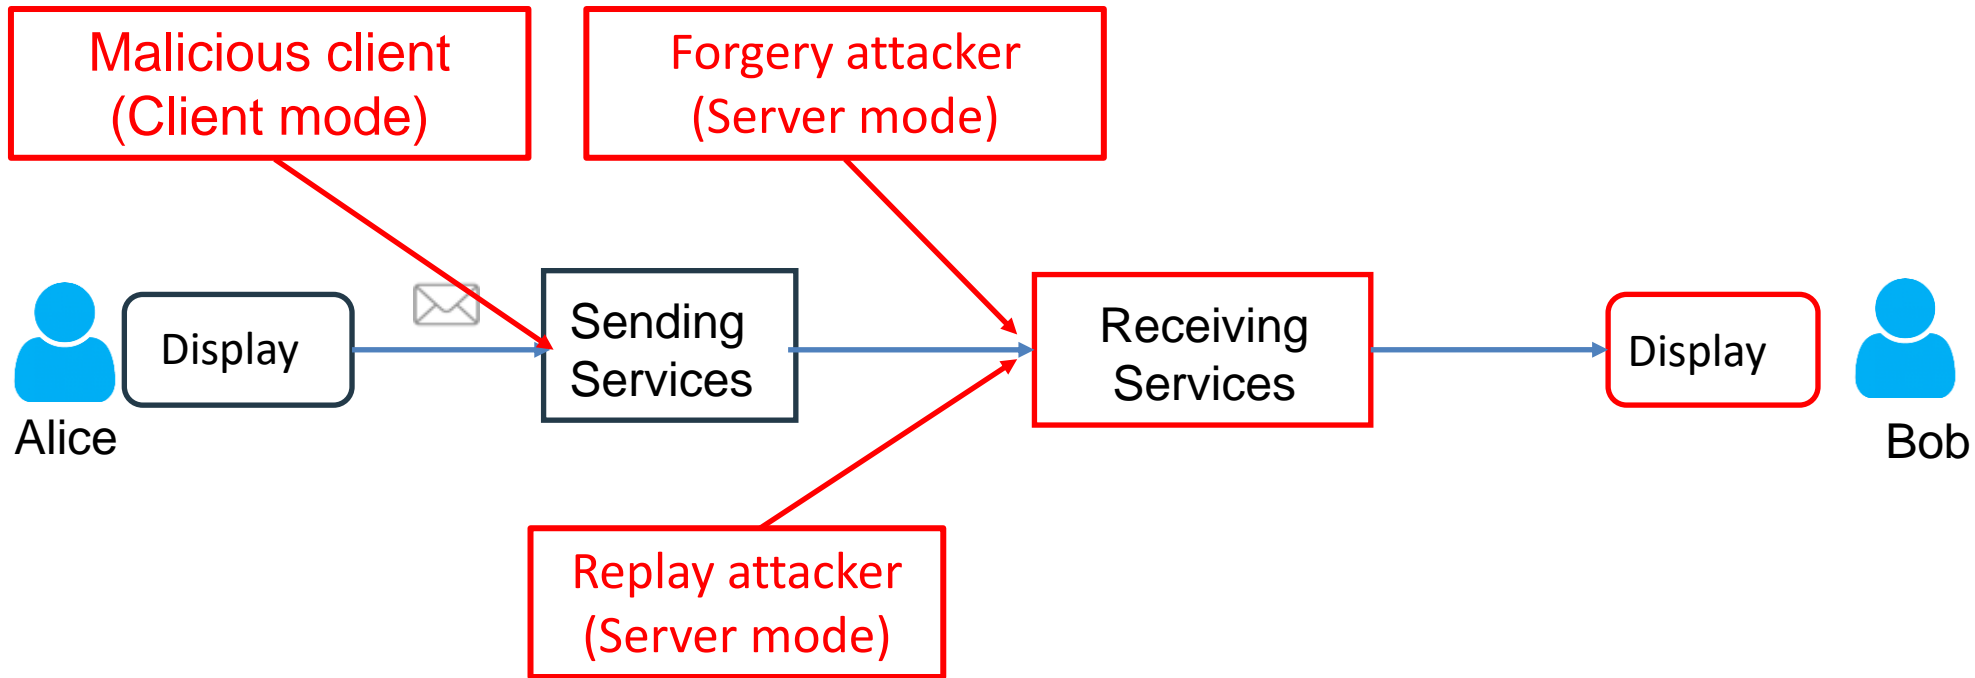 Malicious client
(Client mode)
Forgery attacker
(Server mode)
Display
Sending
Services
Receiving
Services
Display
Alice
Bob
Replay attacker
(Server mode)